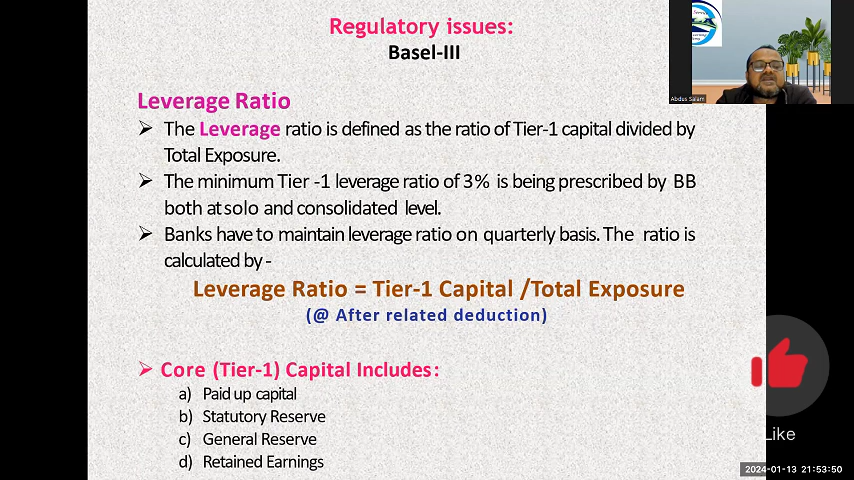 Regulatory issues:
Basel-III
Leverage Ratio
➢ The Leverage ratio is defined as the ratio of Tier-1 capital divided by
Total Exposure.
➢ The minimum Tier -1 leverage ratio of 3% is being prescribed by BB
both at solo and consolidated level.
➢ Banks have to maintain leverage ratio on quarterly basis. The ratio is
calculated by -
Leverage Ratio = Tier-1 Capital /Total Exposure
(@ After related deduction)
➢ Core (Tier-1) Capital Includes:
a) Paid up capital
b) Statutory Reserve
c) General Reserve
d) Retained Earnings
Abdus Salam
Like
2024-01-13 21:53:50